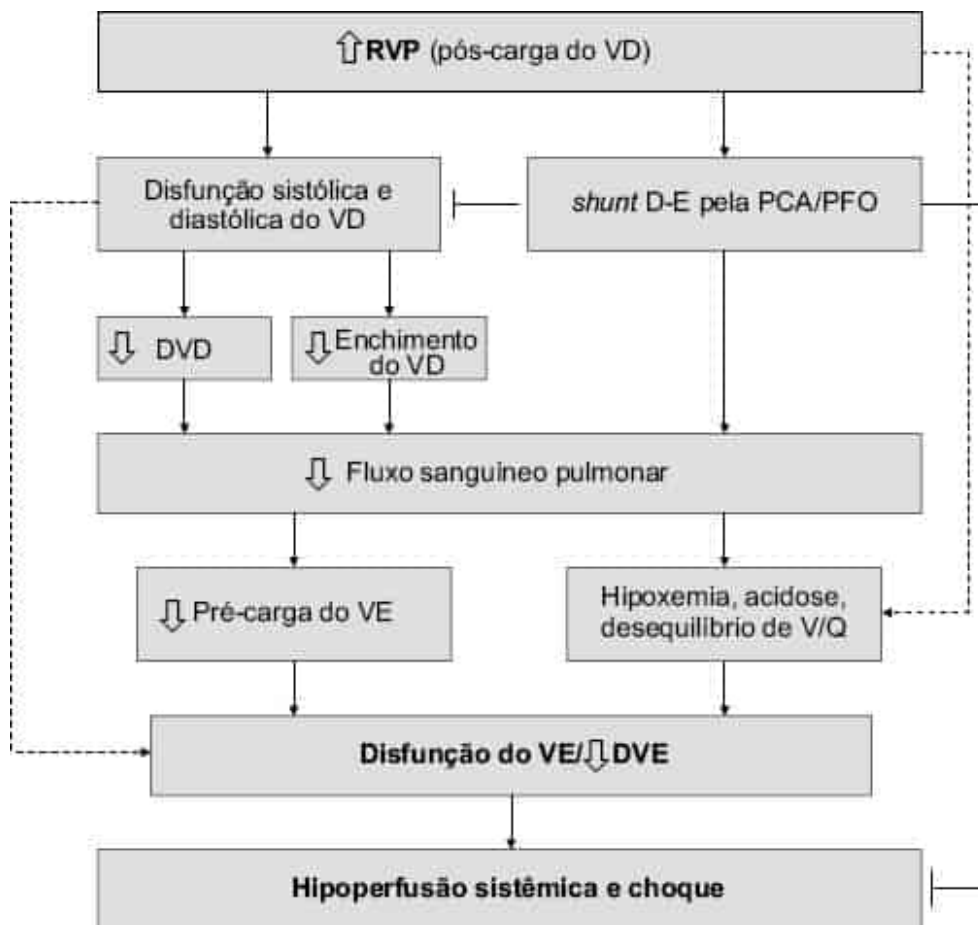 ⇧RVP (pós-carga do VD)
Disfunção sistólica e
diastólica do VD
shunt D-E pela PCA/PFO
⇩ DVD
⇩ Enchimento
do VD
⇩ Fluxo sanguineo pulmonar
⇩ Pré-carga do VE
Hipoxemia, acidose,
desequilíbrio de V/Q
Disfunção do VE/⇩DVE
Hipoperfusão sistêmica e choque